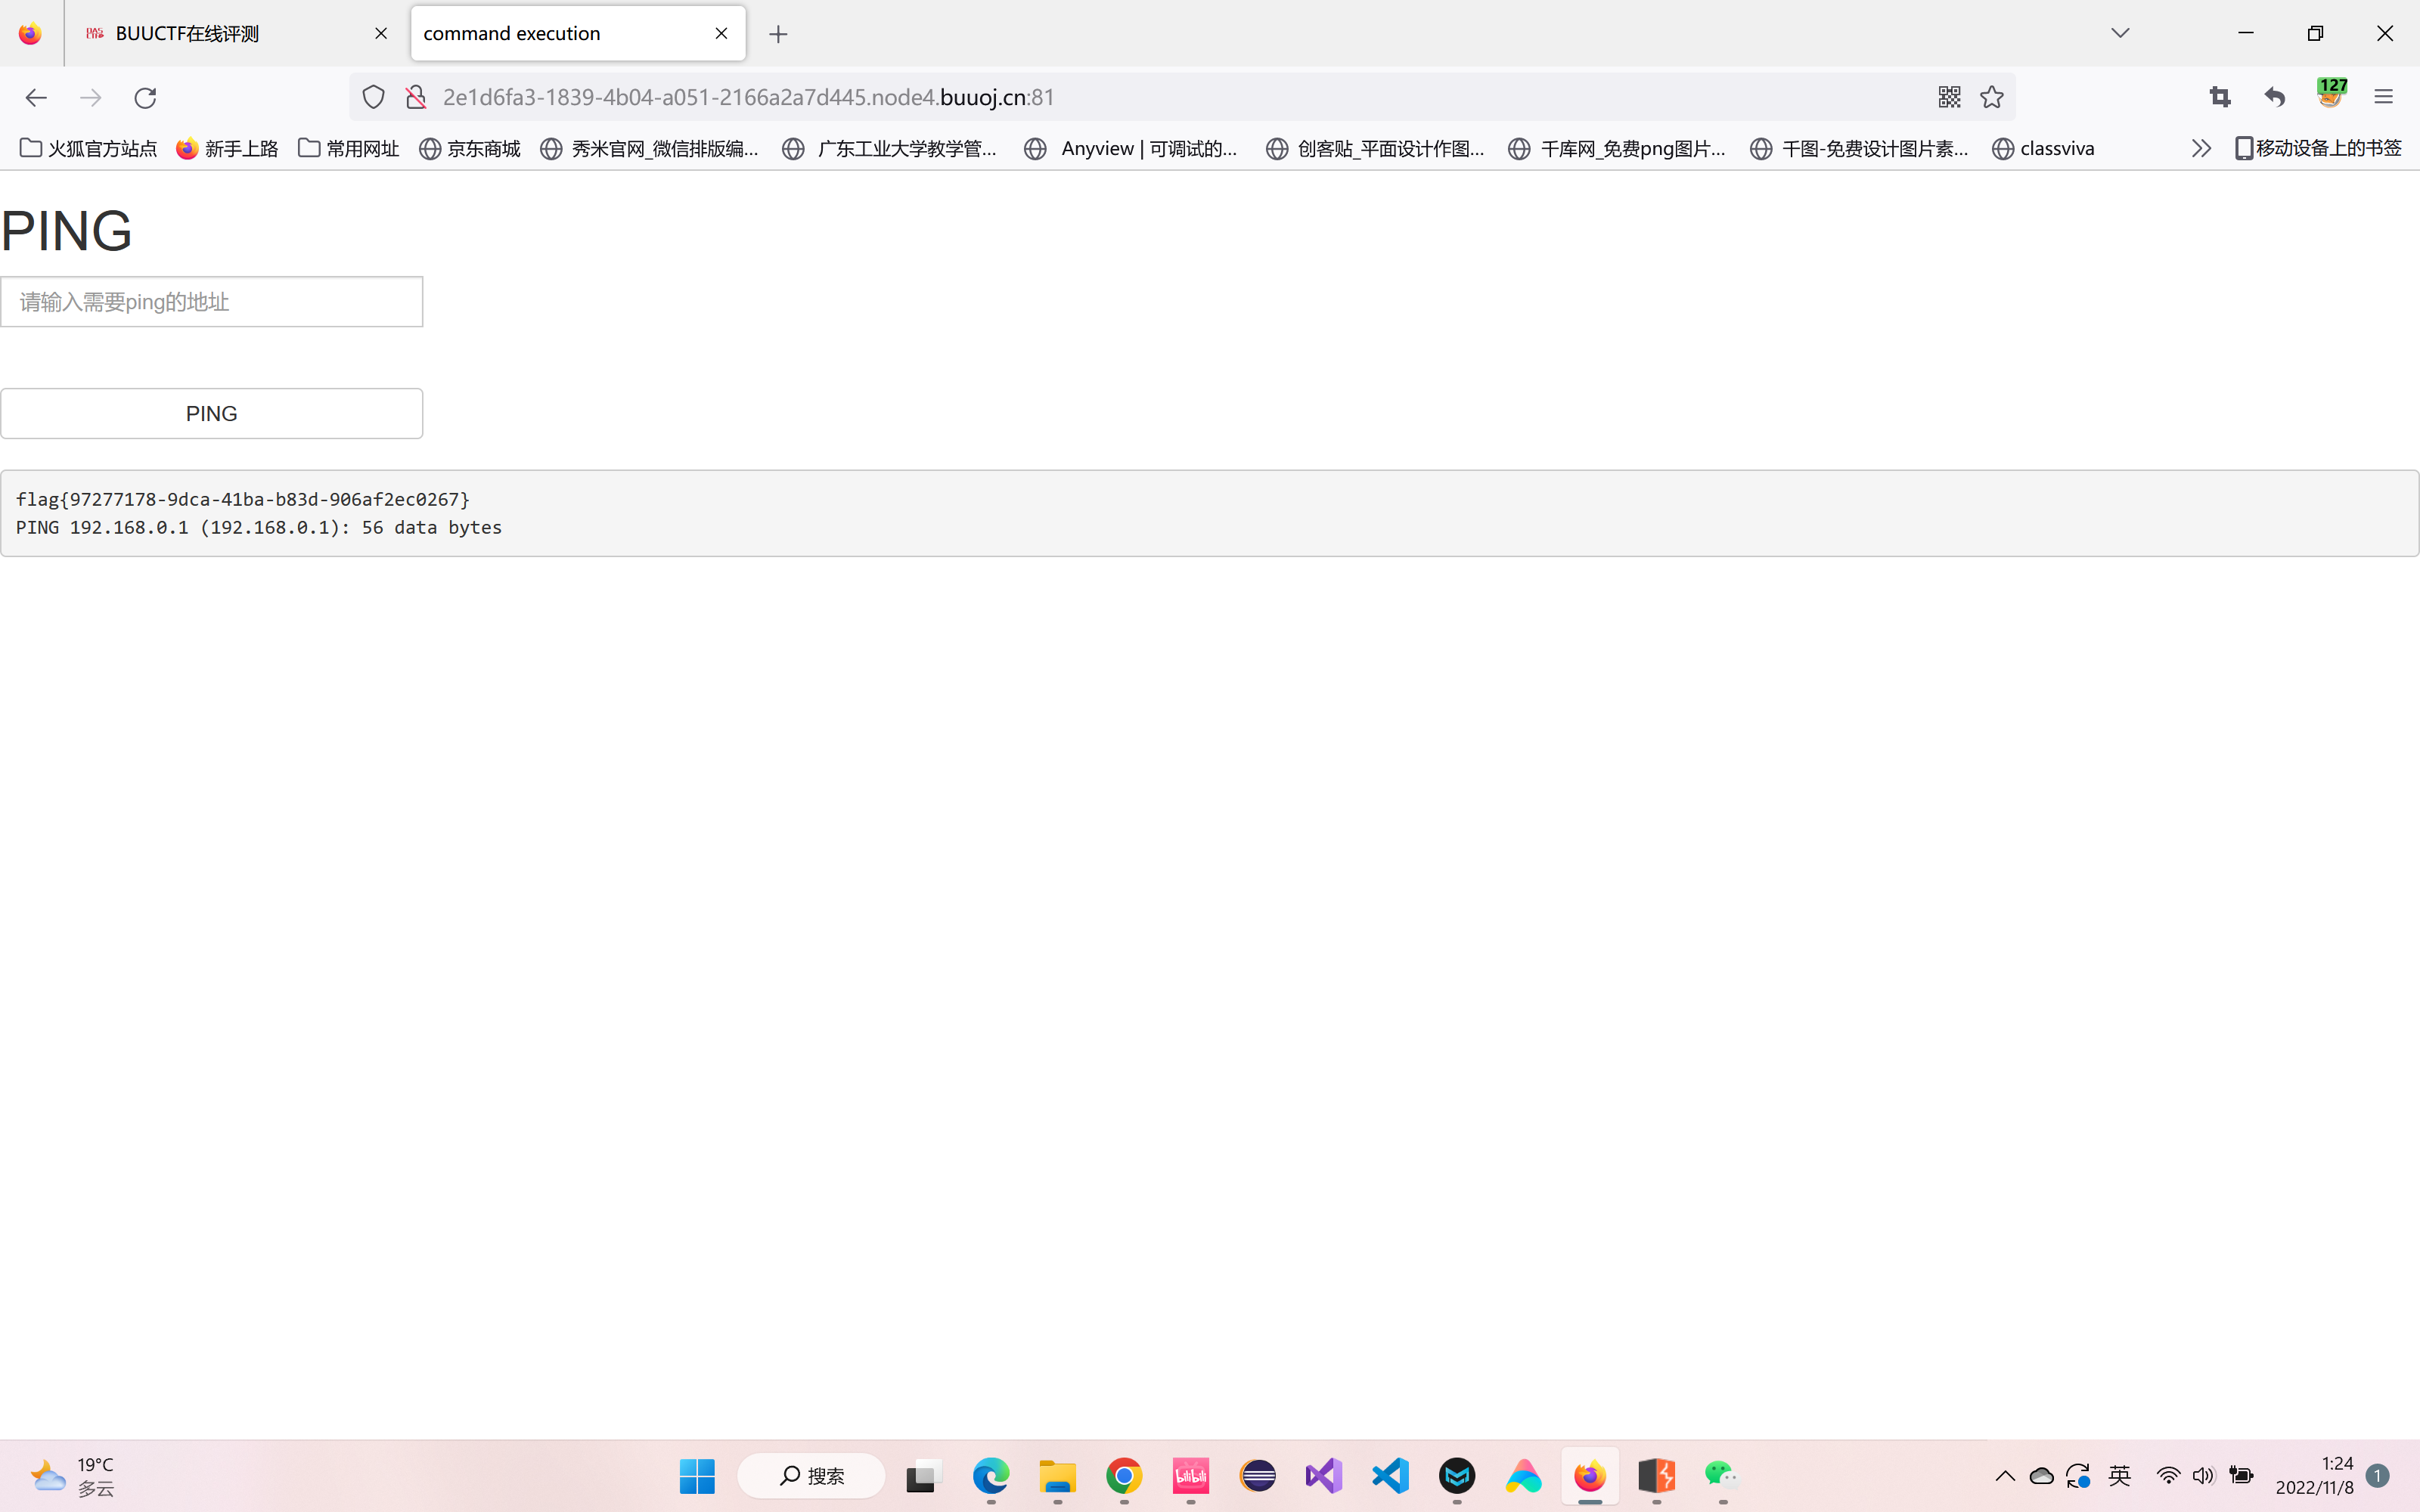 BUUCTF在线评测
command execution
2e1d6fa3-1839-4b04-a051-2166a2a7d445.node4.buuoj.cn:81
127
火狐官方站点
新手上路
常用网址
京东商城
秀米官网_微信排版编...
广东工业大学教学管...
Anyview | 可调试的...
创客贴_平面设计作图...
千库网_免费png图片...
千图-免费设计图片素...
classviva
移动设备上的书签
PING
请输入需要ping的地址
PING
flag{97277178-9dca-41ba-b83d-906af2ec0267}
PING 192.168.0.1 (192.168.0.1): 56 data bytes
19°C
多云
搜索
bilibili
英
1:24
2022/11/8
1